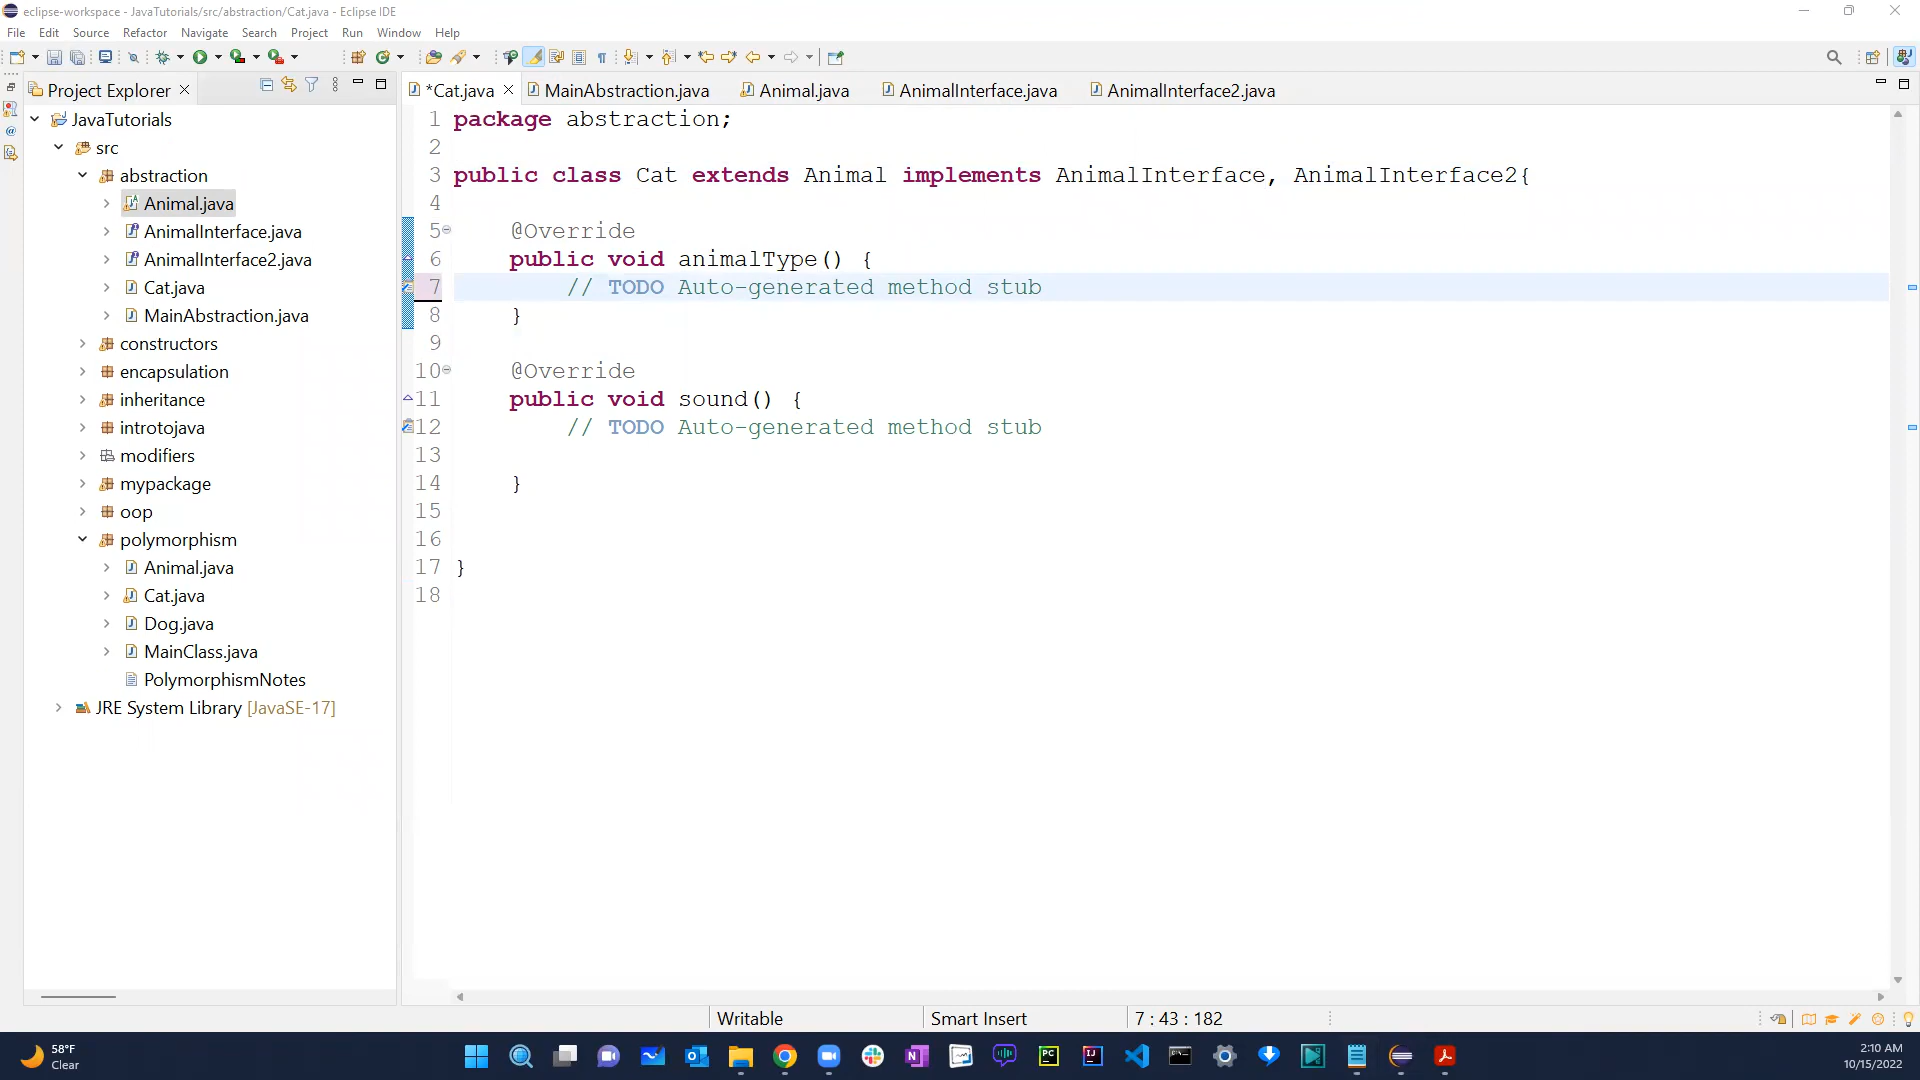 eclipse-workspace - JavaTutorials/src/abstraction/Cat.java - Eclipse IDE
File Edit Source Refactor Navigate Search Project Run Window Help
Project Explorer
JavaTutorials
src
abstraction
Animal.java
AnimalInterface.java
AnimalInterface2.java
Cat.java
MainAbstraction.java
constructors
encapsulation
inheritance
introtojava
modifiers
mypackage
oop
polymorphism
Animal.java
Cat.java
Dog.java
MainClass.java
PolymorphismNotes
JRE System Library [JavaSE-17]
*Cat.java MainAbstraction.java Animal.java AnimalInterface.java AnimalInterface2.java
1 package abstraction;
2
3 public class Cat extends Animal implements AnimalInterface, AnimalInterface2{
4
5 @Override
6 public void animalType() {
7 // TODO Auto-generated method stub
8 }
9
10 @Override
11 public void sound() {
12 // TODO Auto-generated method stub
13
14 }
15
16
17 }
18
Writable Smart Insert 7 : 43 : 182
58°F
Clear
2:10 AM
10/15/2022